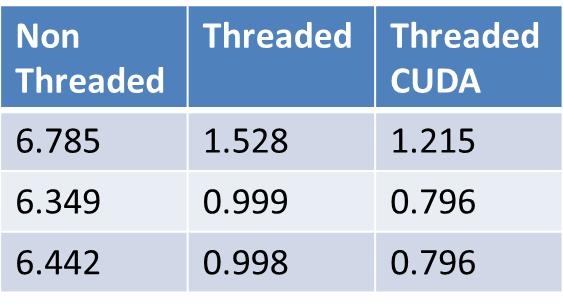 Non Threaded Threaded Threaded CUDA
6.785 1.528 1.215
6.349 0.999 0.796
6.442 0.998 0.796